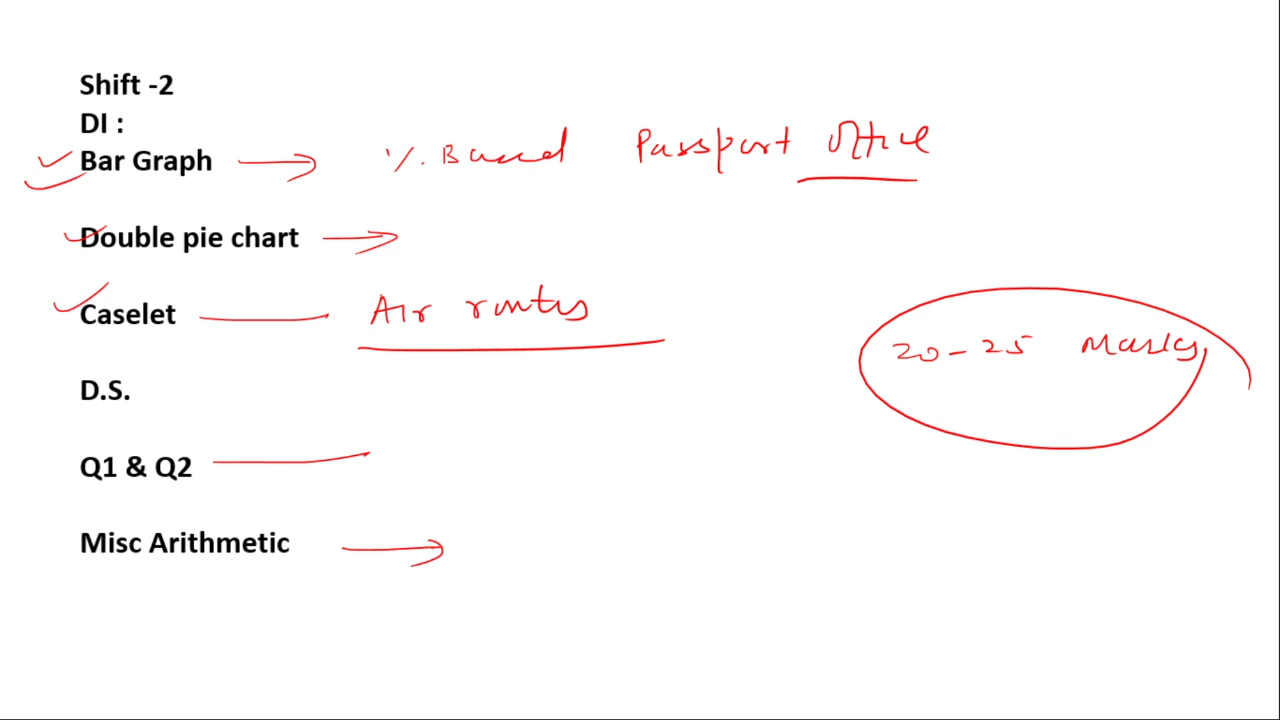 Shift -2
DI :
Bar Graph % Based Passport Office
Double pie chart
Caselet Air routes
20 - 25 Marks
D.S.
Q1 & Q2
Misc Arithmetic